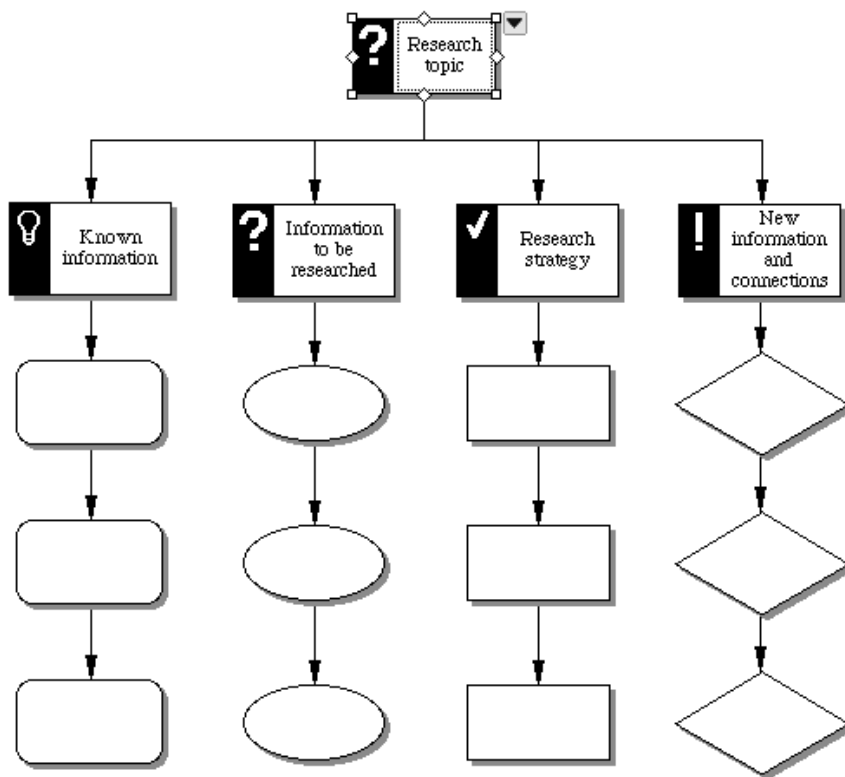 ?
Research
topic
Known
information
?
Information
to be
researched
Research
strategy
!
New
information
and
connections